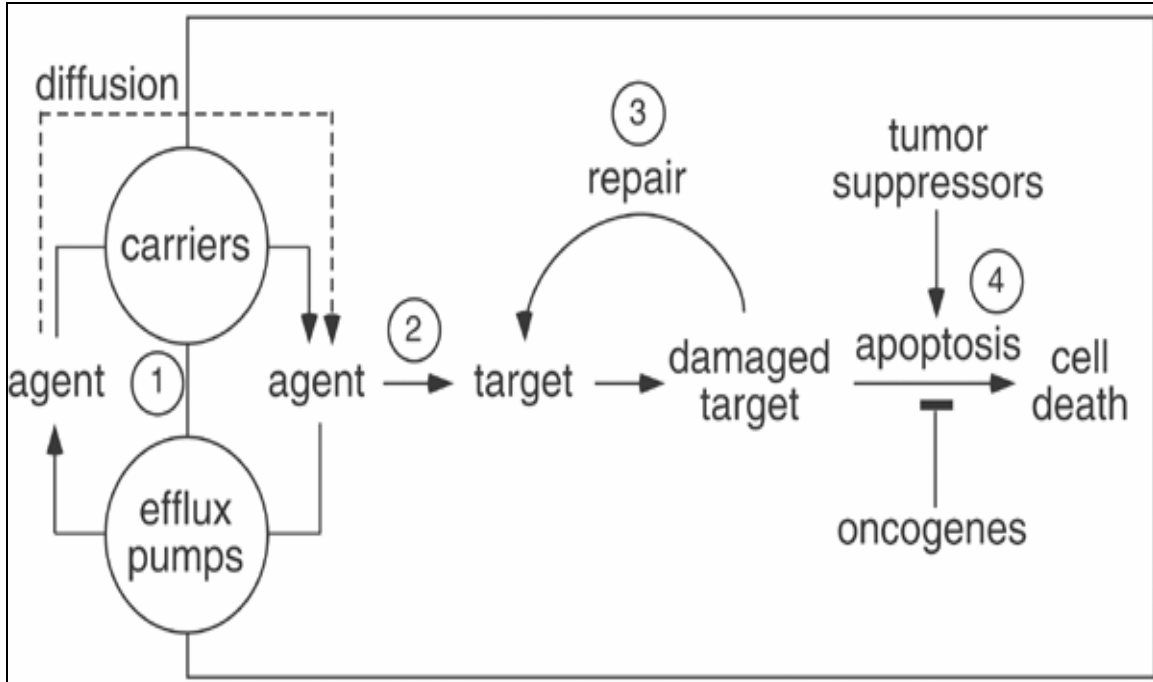 diffusion
carriers
agent
1
efflux
pumps
agent
2
target
3
repair
damaged
target
tumor
suppressors
4
apoptosis
cell
death
oncogenes